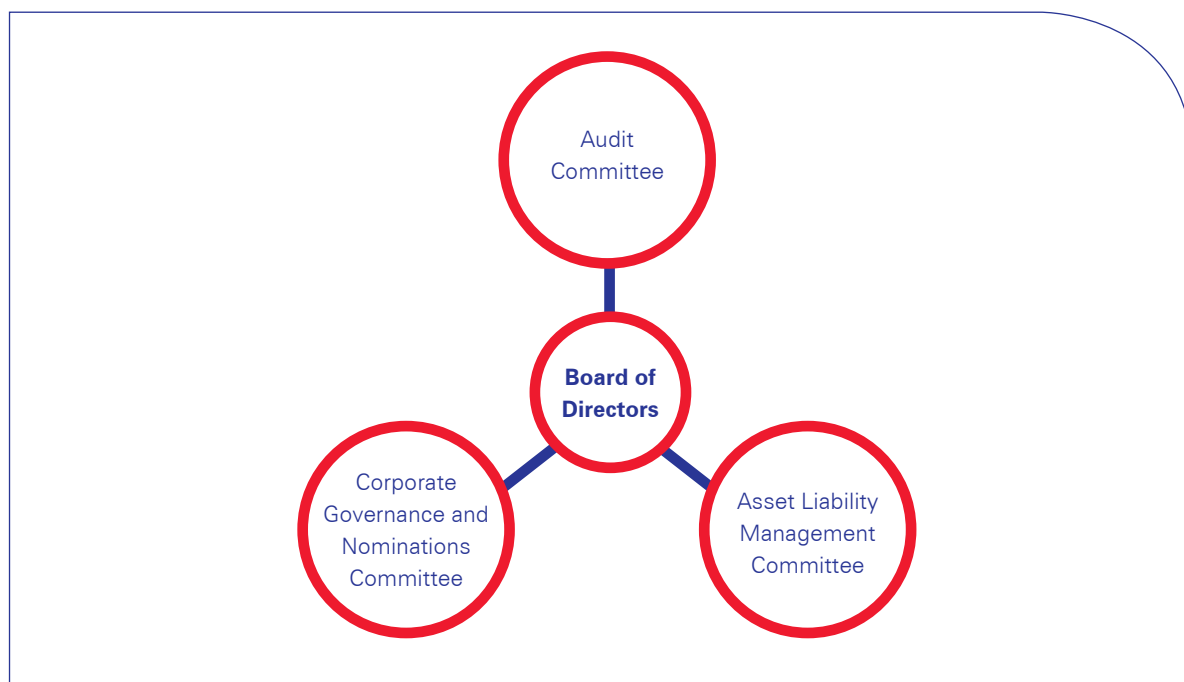 Audit
Committee
Board of
Directors
Corporate
Governance and
Nominations
Committee
Asset Liability
Management
Committee